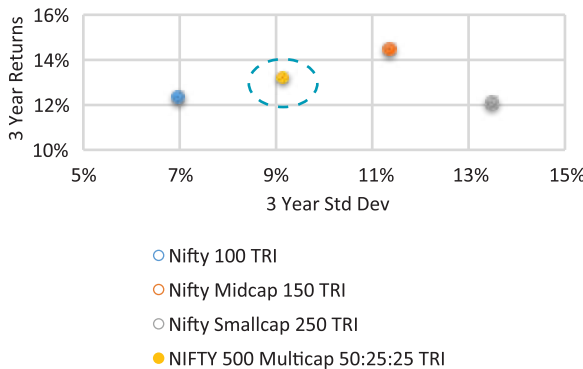 3 Year Returns
16%
14%
12%
10%
5% 7% 9% 11% 13% 15%
3 Year Std Dev
Nifty 100 TRI
Nifty Midcap 150 TRI
Nifty Smallcap 250 TRI
NIFTY 500 Multicap 50:25:25 TRI